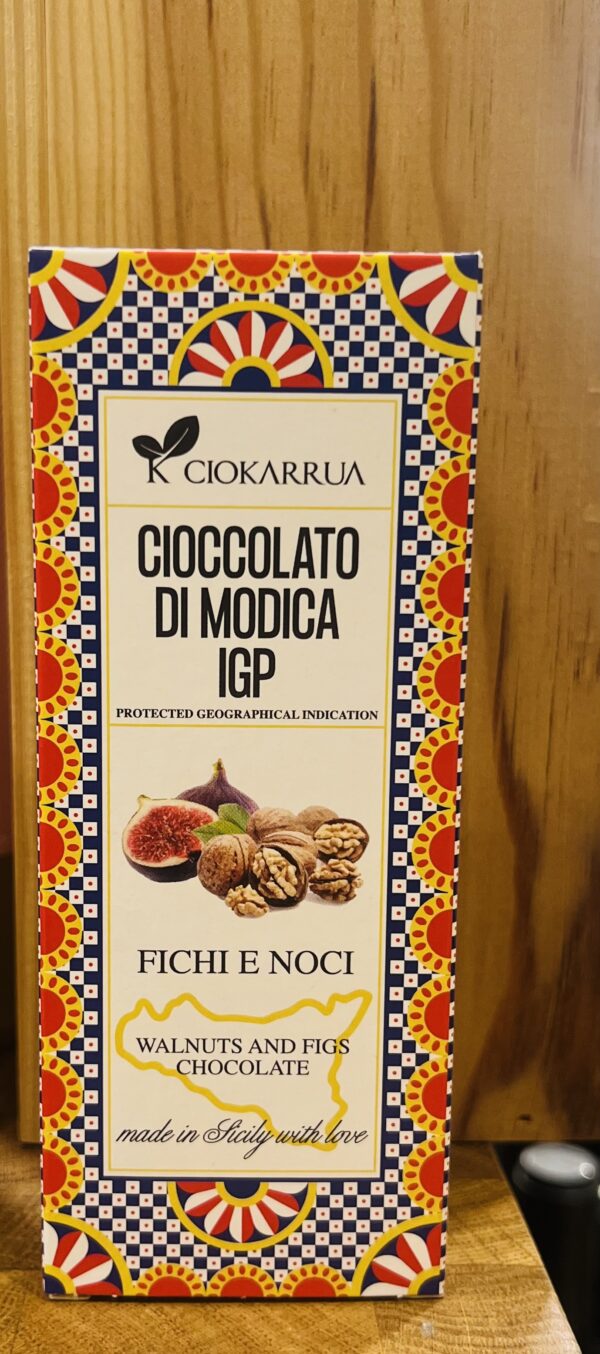 K CIOKARRUA
CIOCCOLATO
DI MODICA
IGP
PROTECTED GEOGRAPHICAL INDICATION
FICHI E NOCI
WALNUTS AND FIGS
CHOCOLATE
made in Sicily with love